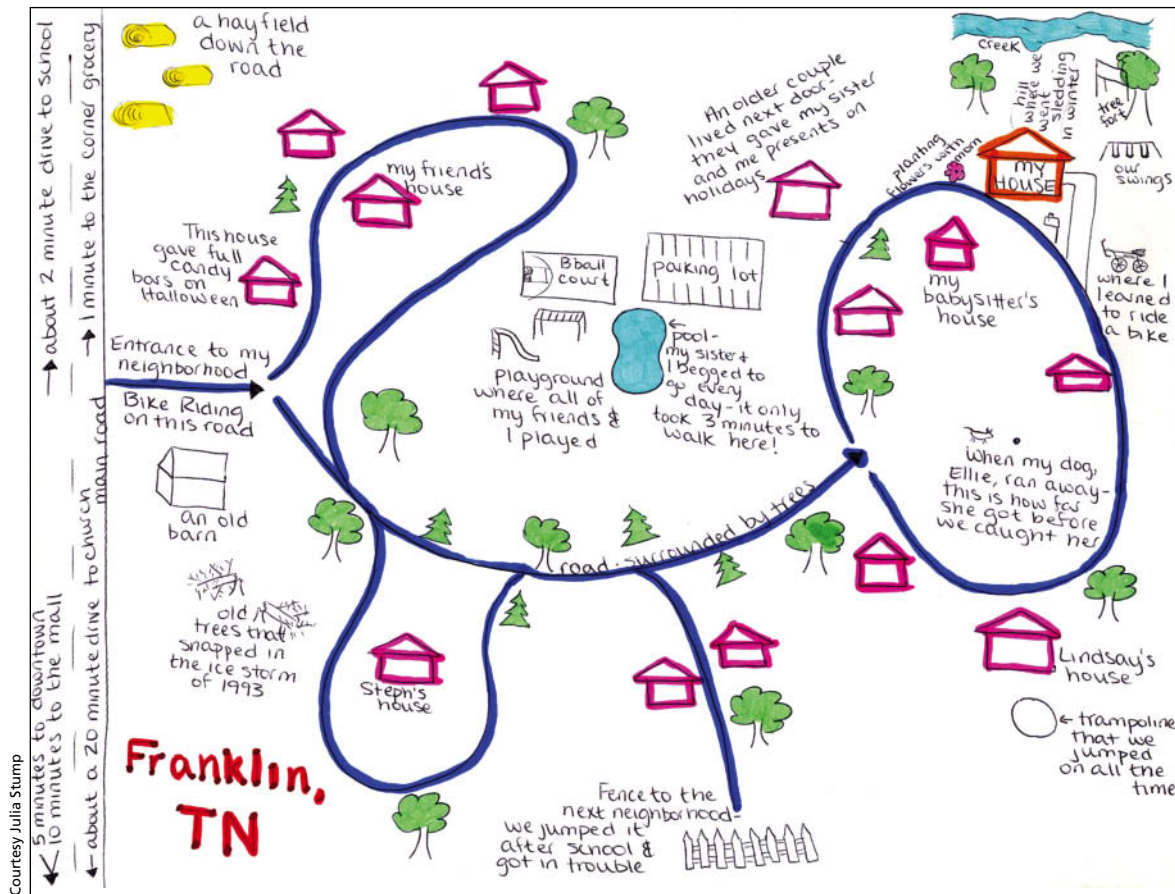 → about 2 minute drive to school
→ 1 minute to the corner grocery
a hayfield
down the
road
my friend's
house
This house
gave full
candy
bars on
Halloween
Entrance to my
neighborhood
Bike Riding
on this road
main road
an old
barn
old
trees that
snapped in
the ice storm
of 1993
← 5 minutes to downtown
10 minutes to the mall
← about a 20 minute drive to church
Franklin,
TN
Steph's
house
Bball
court
parking lot
playground
where all of
my friends &
I played
← pool-
my sister &
I begged to
go every
day - it only
took 3 minutes to
walk here!
road - surrounded by trees
Fence to the
next neighborhood-
we jumped it
after school &
got in trouble
An older couple
lived next door-
they gave my sister
and me presents on
holidays
planting
flowers with
mom
creek
hill
where we
went
sledding
in winter
tree
fort
MY
HOUSE
our
swings
my
babysitter's
house
where I
learned
to ride
a bike
When my dog,
Ellie, ran away-
this is how far
she got before
we caught her
Lindsay's
house
← trampoline
that we
jumped
on all the
time
Courtesy Julia Stump